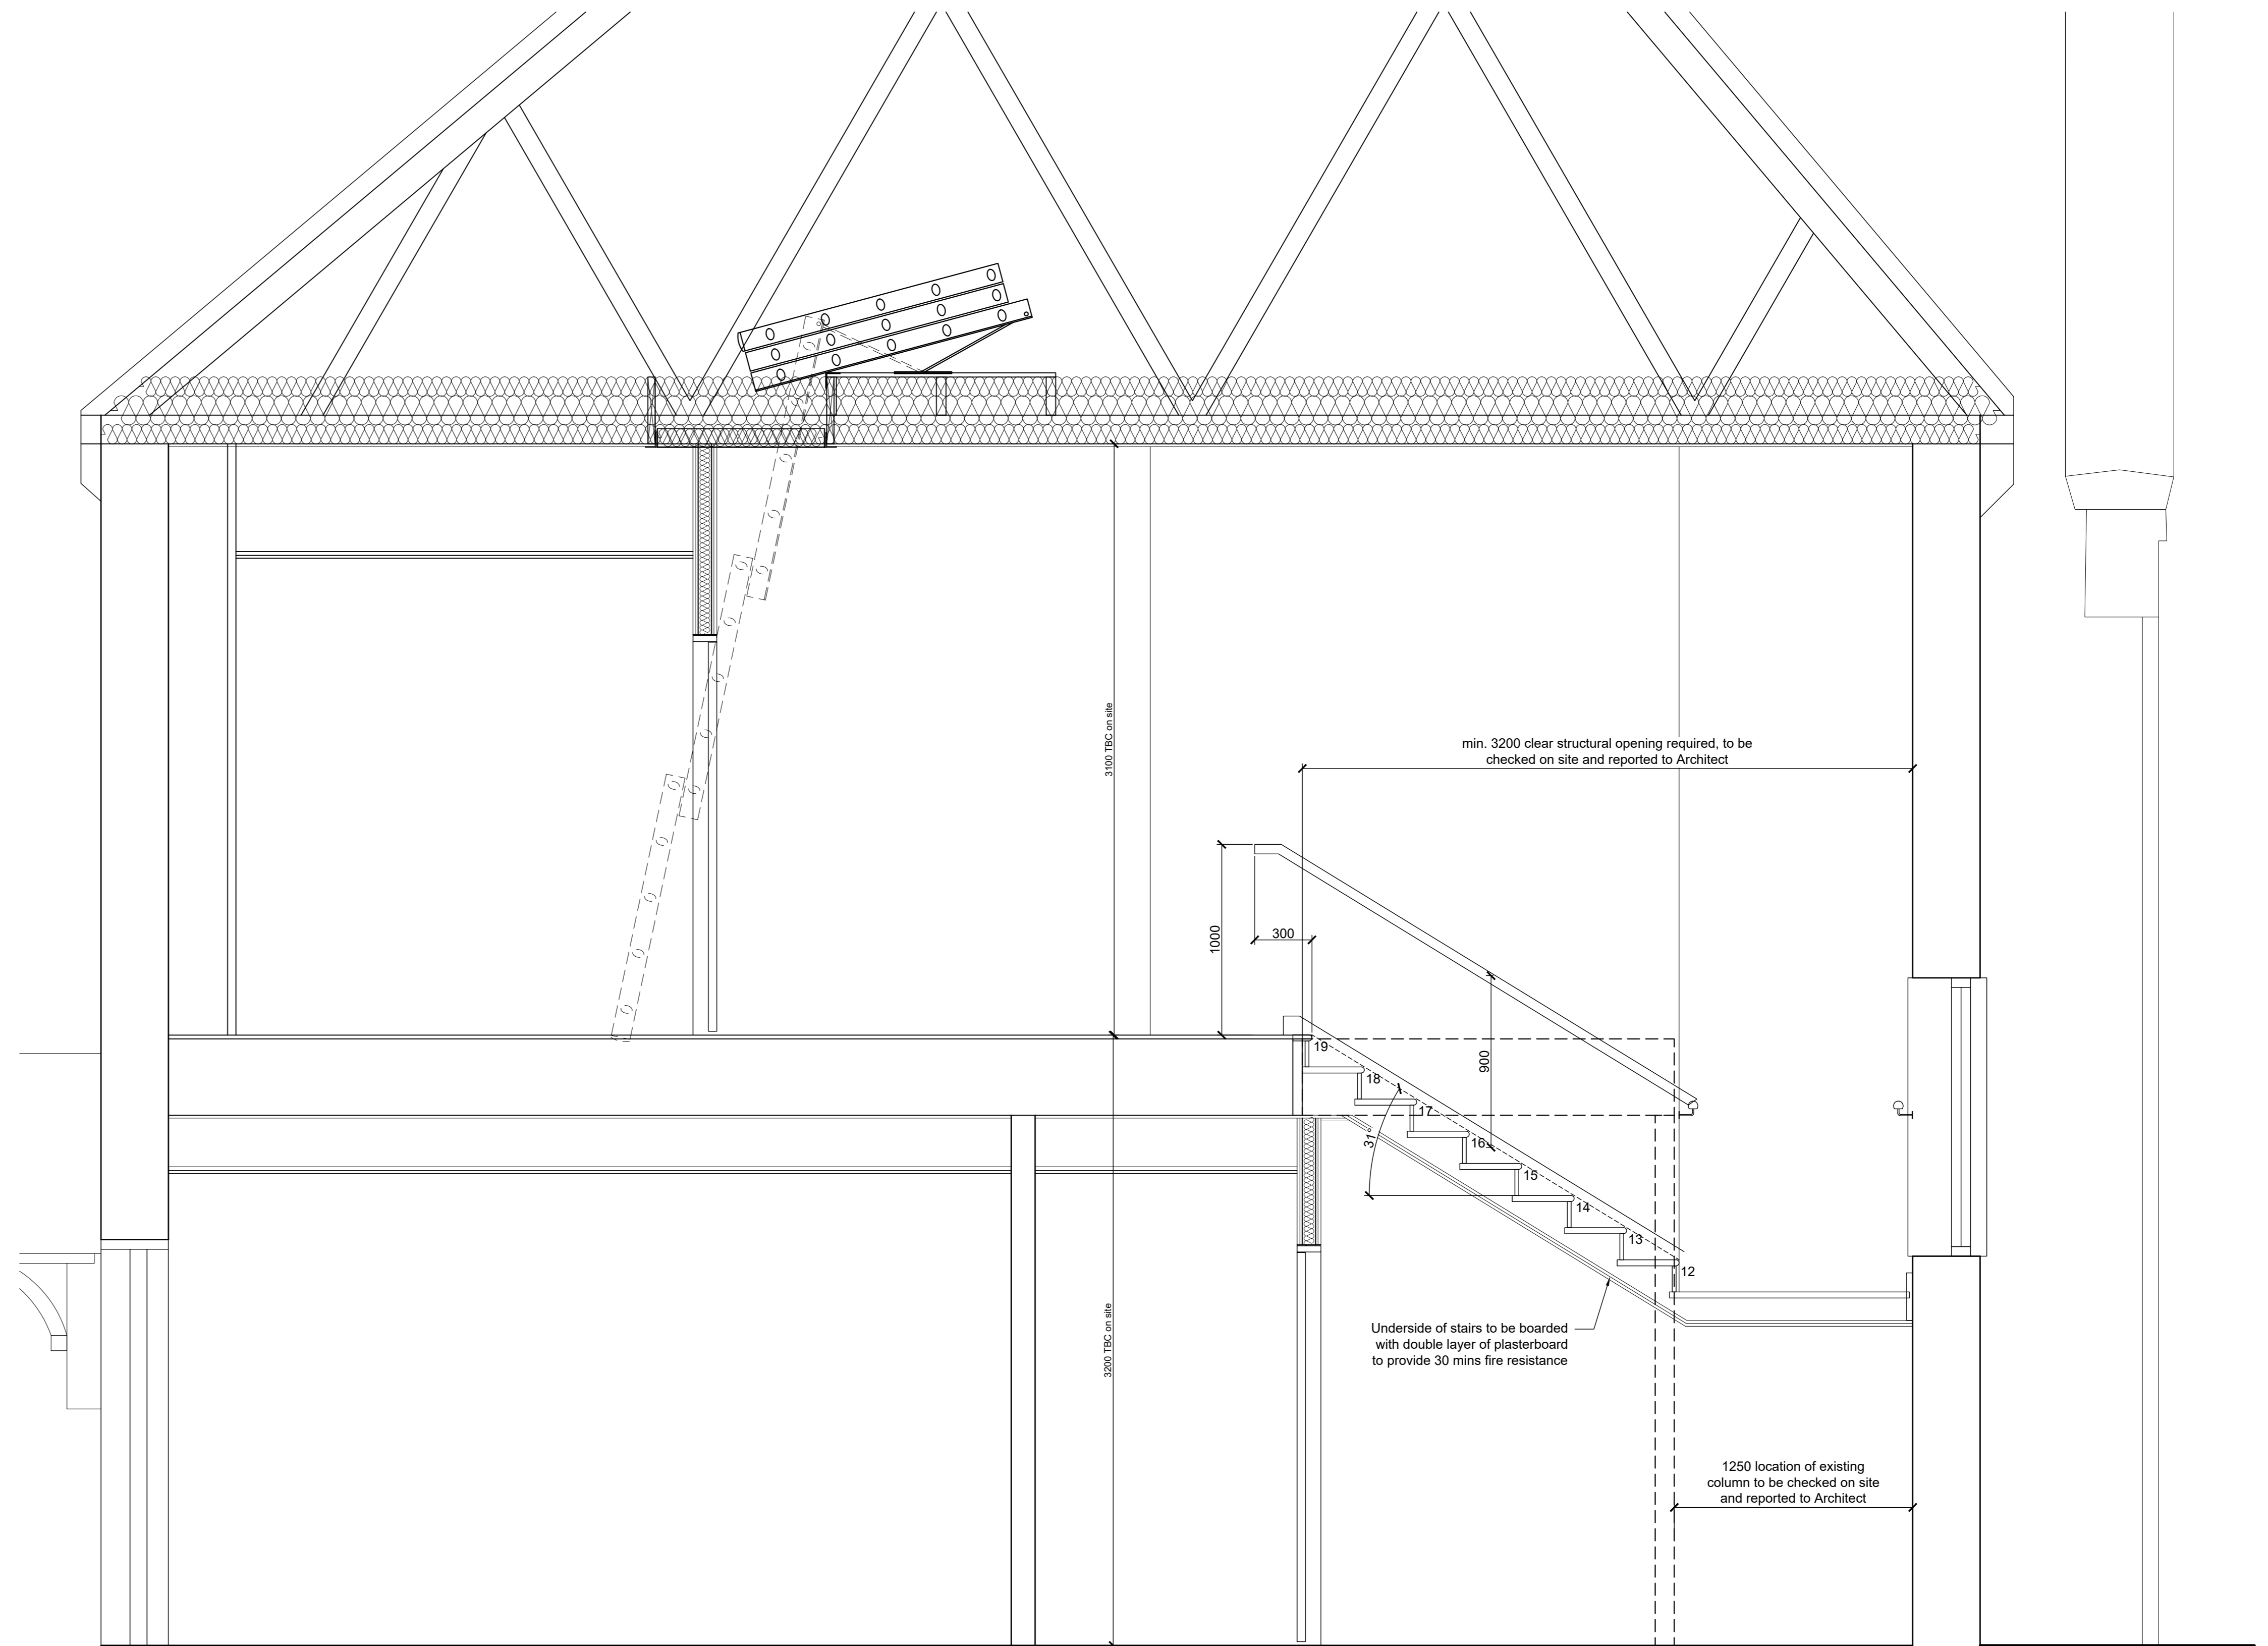 min. 3200 clear structural opening required, to be
checked on site and reported to Architect
3100 TBC on site
1000
300
900
19
18
17
16
15
14
13
12
31°
Underside of stairs to be boarded
with double layer of plasterboard
to provide 30 mins fire resistance
3200 TBC on site
1250 location of existing
column to be checked on site
and reported to Architect